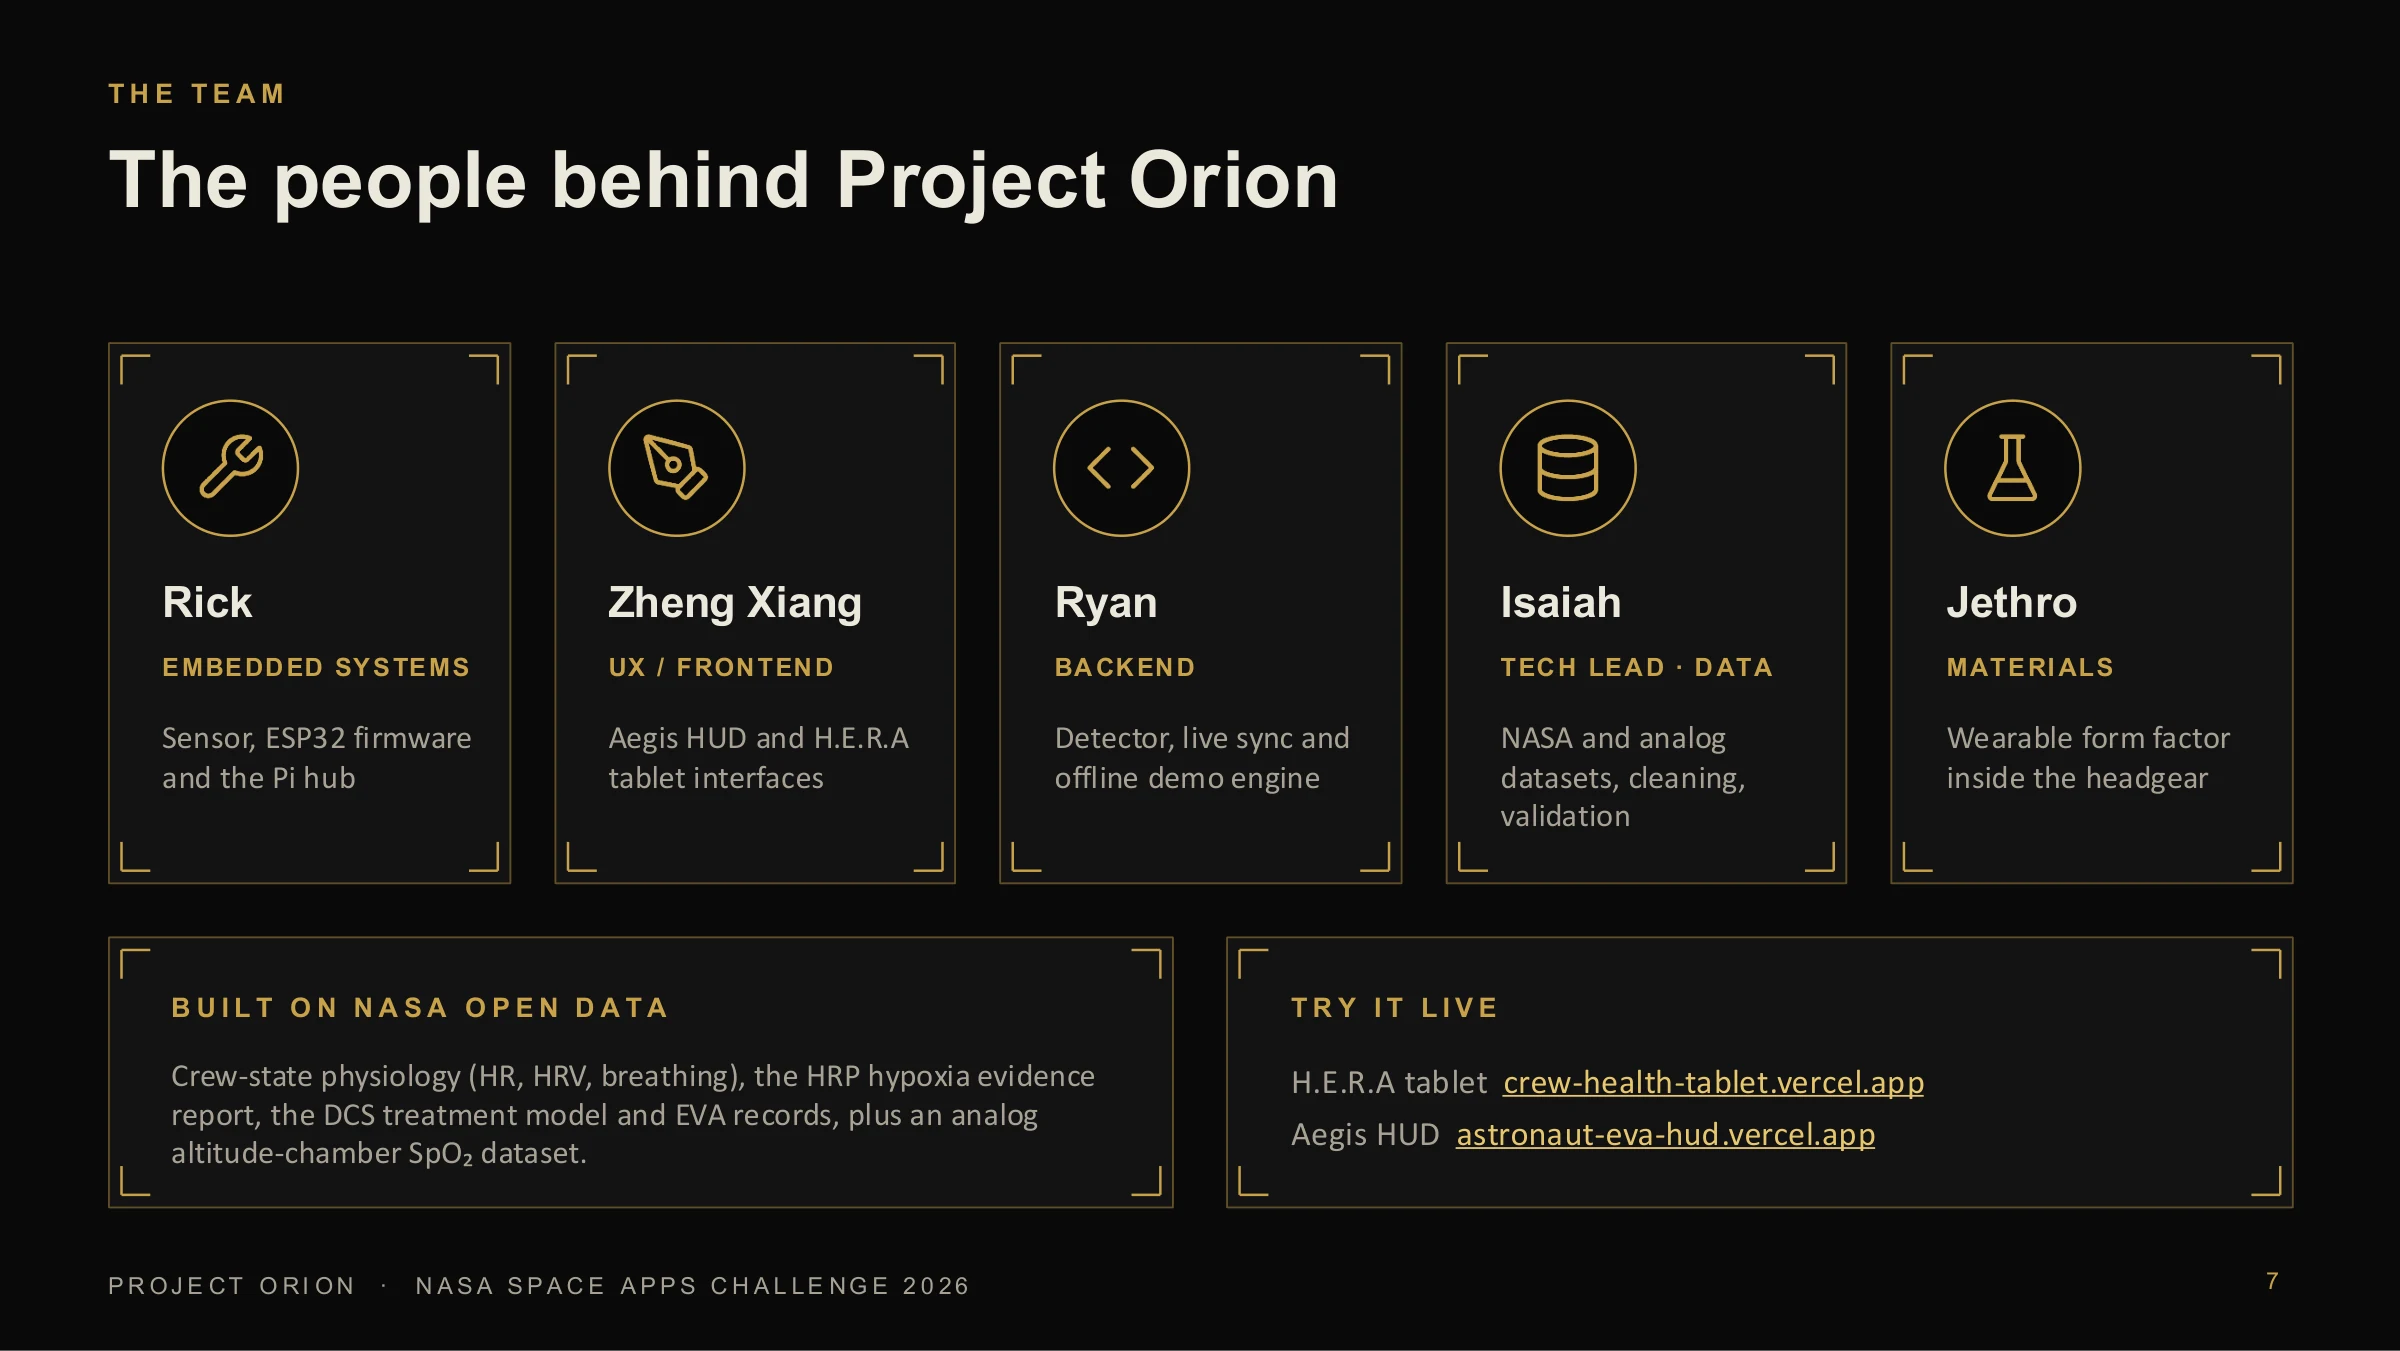 THE TEAM
The people behind Project Orion
Rick
EMBEDDED SYSTEMS
Sensor, ESP32 firmware
and the Pi hub
Zheng Xiang
UX / FRONTEND
Aegis HUD and H.E.R.A
tablet interfaces
Ryan
BACKEND
Detector, live sync and
offline demo engine
Isaiah
TECH LEAD · DATA
NASA and analog
datasets, cleaning,
validation
Jethro
MATERIALS
Wearable form factor
inside the headgear
BUILT ON NASA OPEN DATA
Crew-state physiology (HR, HRV, breathing), the HRP hypoxia evidence
report, the DCS treatment model and EVA records, plus an analog
altitude-chamber SpO₂ dataset.
TRY IT LIVE
H.E.R.A tablet crew-health-tablet.vercel.app
Aegis HUD astronaut-eva-hud.vercel.app
PROJECT ORION · NASA SPACE APPS CHALLENGE 2026
7